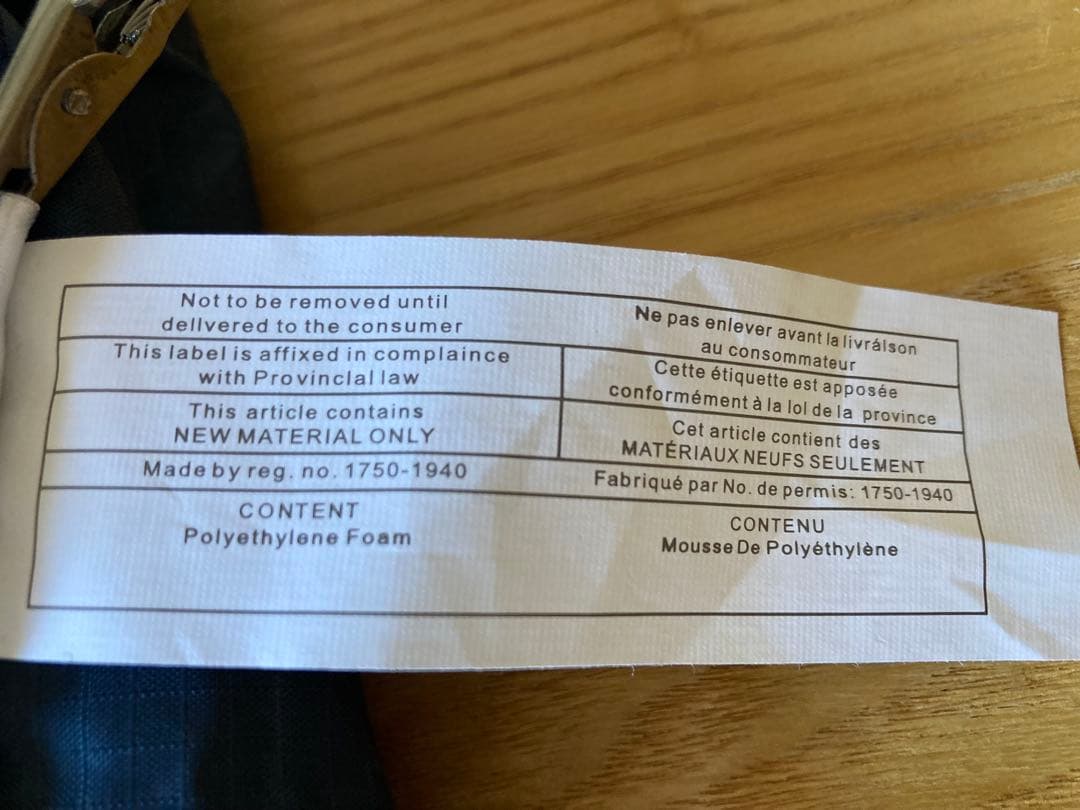 Not to be removed until
dellvered to the consumer
Ne pas enlever avant la livráison
au consommateur
This label is affixed in complaince
with Provinclal law
Cette étiquette est apposée
conformément à la lol de la province
This article contains
NEW MATERIAL ONLY
Cet article contient des
MATÉRIAUX NEUFS SEULEMENT
Made by reg. no. 1750-1940
Fabriqué par No. de permis: 1750-1940
CONTENT
Polyethylene Foam
CONTENU
Mousse De Polyéthylène